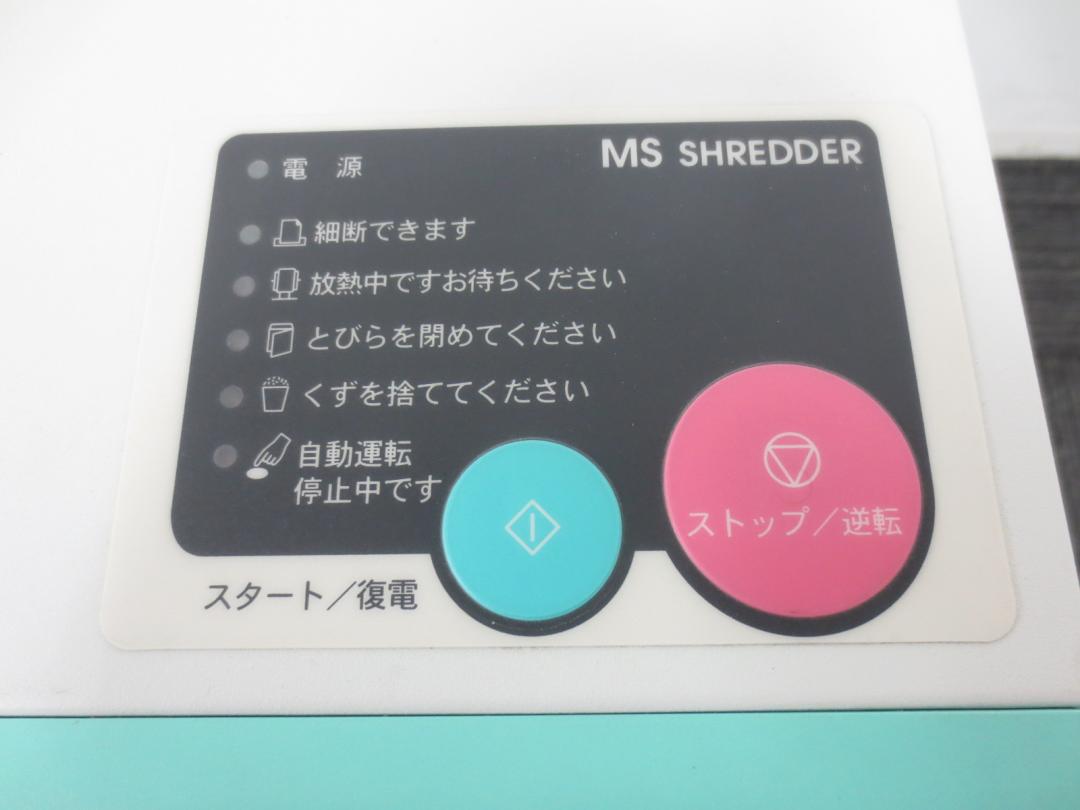 MS SHREDDER
電 源
細断できます
放熱中ですお待ちください
とびらを閉めてください
くずを捨ててください
自動運転
停止中です
ストップ／逆転
スタート／復電